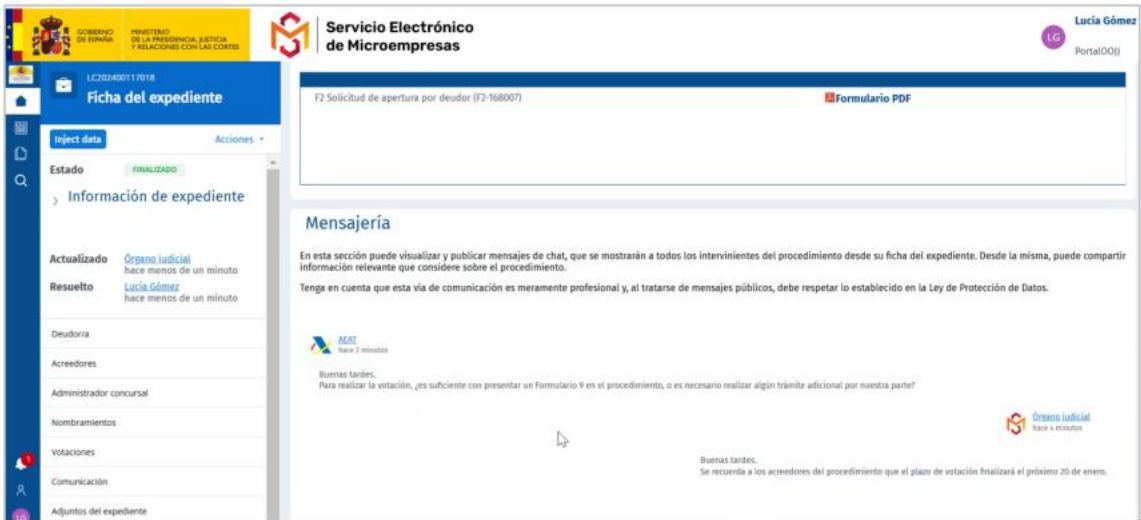 GOBIERNO
DE ESPAÑA
MINISTERIO
DE LA PRESIDENCIA, JUSTICIA
Y RELACIONES CON LAS CORTES
Servicio Electrónico
de Microempresas
LG
Lucía Gómez
PortalOOJJ
LC202400117018
Ficha del expediente
Inject data
Acciones
Estado
FINALIZADO
Información de expediente
Actualizado
Órgano judicial
hace menos de un minuto
Resuelto
Lucía Gómez
hace menos de un minuto
Deudor/a
Acreedores
Administrador concursal
Nombramientos
Votaciones
Comunicación
Adjuntos del expediente
1
LG
F2 Solicitud de apertura por deudor (F2-168007)
Formulario PDF
Mensajería
En esta sección puede visualizar y publicar mensajes de chat, que se mostrarán a todos los intervinientes del procedimiento desde su ficha del expediente. Desde la misma, puede compartir
información relevante que considere sobre el procedimiento.
Tenga en cuenta que esta vía de comunicación es meramente profesional y, al tratarse de mensajes públicos, debe respetar lo establecido en la Ley de Protección de Datos.
AEAT
hace 2 minutos
Buenas tardes.
Para realizar la votación, ¿es suficiente con presentar un Formulario 9 en el procedimiento, o es necesario realizar algún trámite adicional por nuestra parte?
Órgano judicial
hace 4 minutos
Buenas tardes.
Se recuerda a los acreedores del procedimiento que el plazo de votación finalizará el próximo 20 de enero.